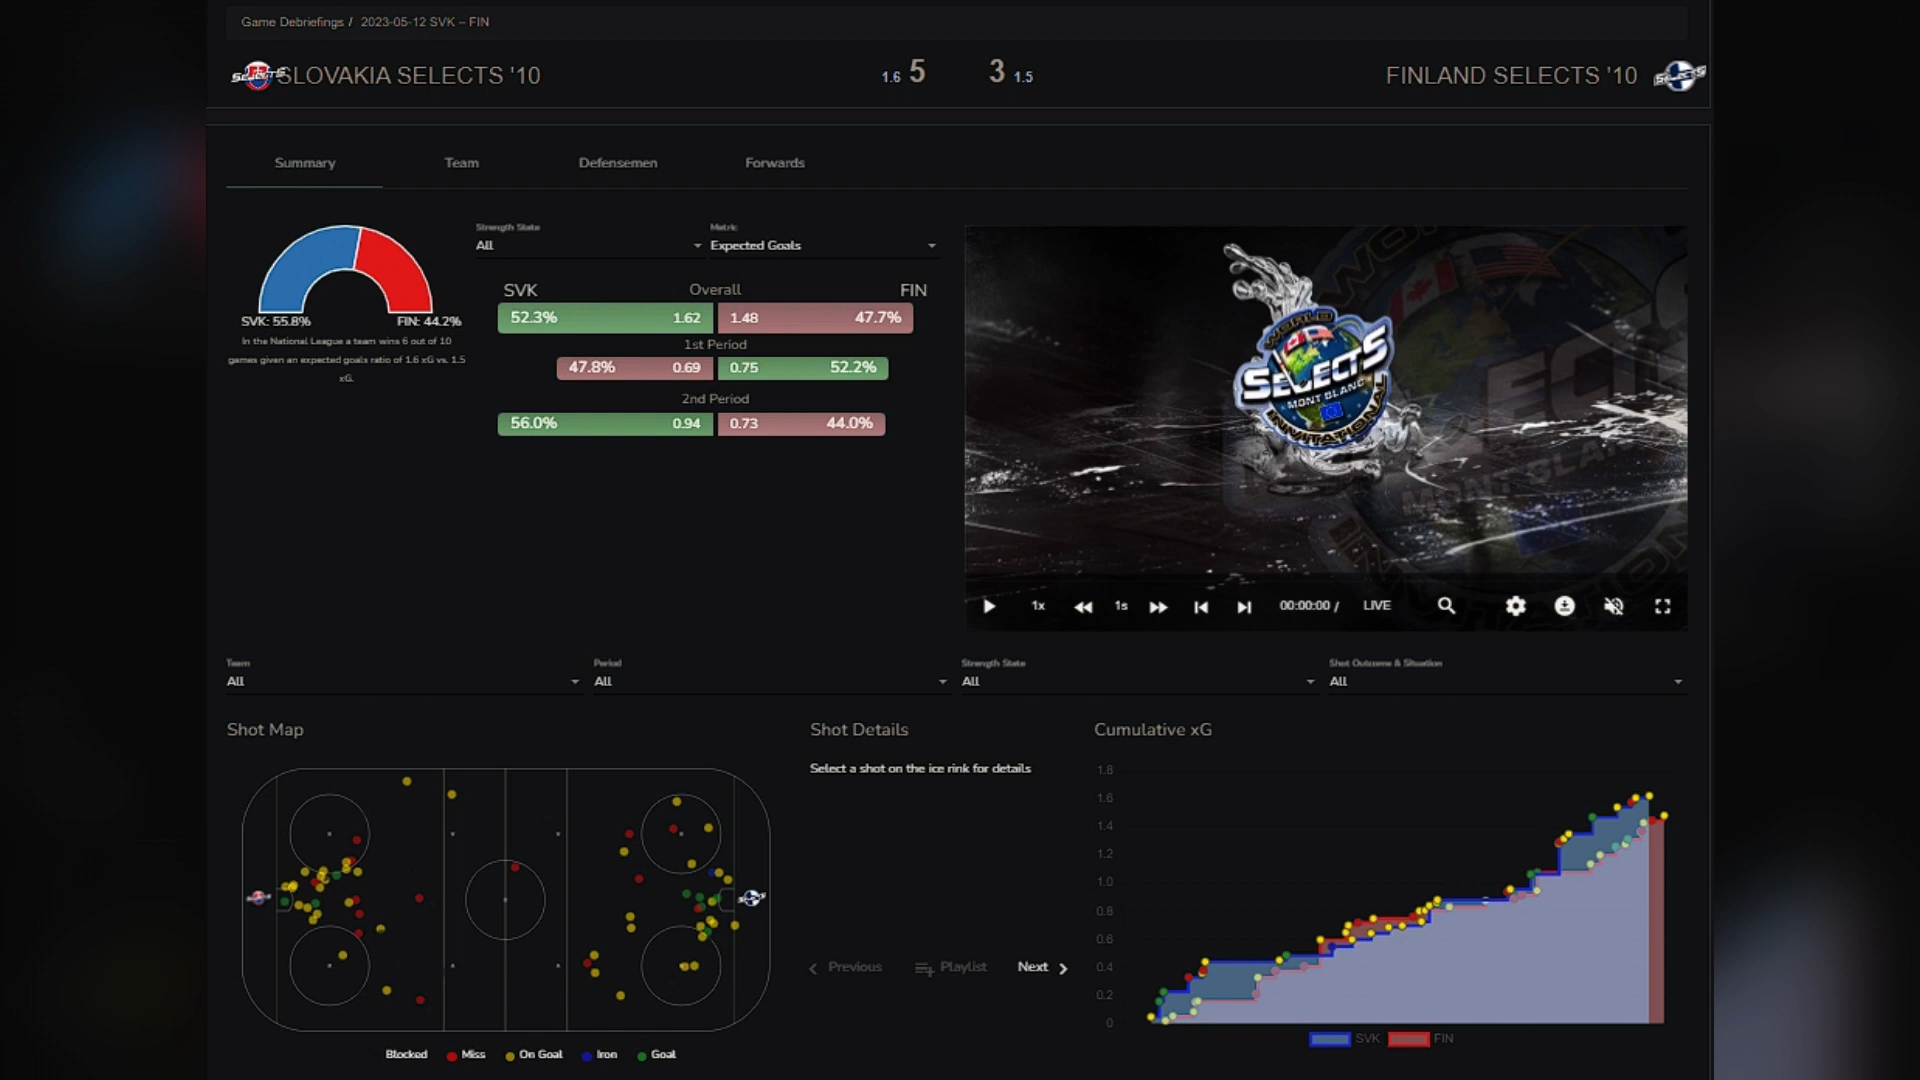 Game Debriefings / 2023-05-12 SVK – FIN
SELECTS SLOVAKIA SELECTS '10
1.6 5 3 1.5
FINLAND SELECTS '10 SELECTS
Summary Team Defensemen Forwards
Strength State
All
Metric
Expected Goals
SVK: 55.8% FIN: 44.2%
In the National League a team wins 6 out of 10
games given an expected goals ratio of 1.6 xG vs. 1.5
xG.
SVK Overall FIN
52.3% 1.62 1.48 47.7%
1st Period
47.8% 0.69 0.75 52.2%
2nd Period
56.0% 0.94 0.73 44.0%
WORLD
SELECTS
MONT BLANC
INVITATIONAL
1x 1s 00:00:00 / LIVE
Team
All
Period
All
Strength State
All
Shot Outcome & Situation
All
Shot Map
Blocked Miss On Goal Iron Goal
Shot Details
Select a shot on the ice rink for details
Previous Playlist Next
Cumulative xG
1.8
1.6
1.4
1.2
1.0
0.8
0.6
0.4
0.2
0
SVK FIN